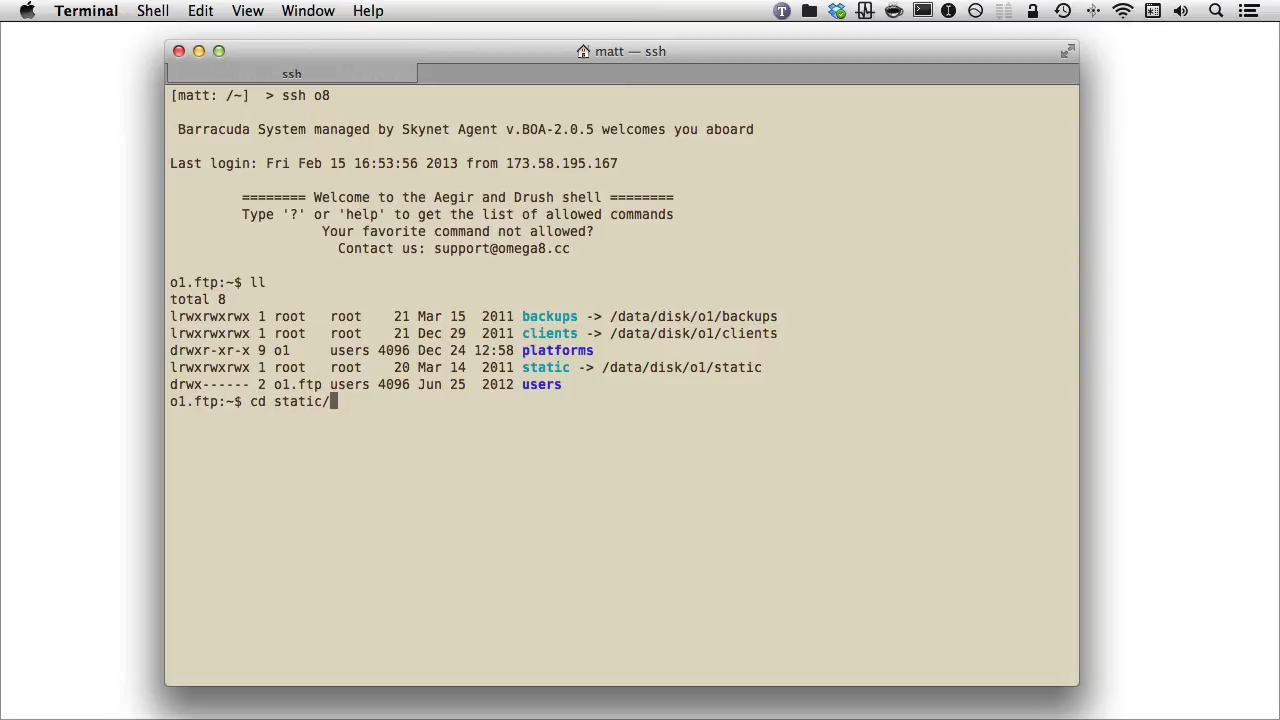 Terminal Shell Edit View Window Help
matt — ssh
ssh
[matt: /~]  > ssh o8
Barracuda System managed by Skynet Agent v.BOA-2.0.5 welcomes you aboard
Last login: Fri Feb 15 16:53:56 2013 from 173.58.195.167
======== Welcome to the Aegir and Drush shell ========
Type '?' or 'help' to get the list of allowed commands
Your favorite command not allowed?
Contact us: support@omega8.cc
o1.ftp:~$ ll
total 8
lrwxrwxrwx 1 root   root    21 Mar 15  2011 backups -> /data/disk/o1/backups
lrwxrwxrwx 1 root   root    21 Dec 29  2011 clients -> /data/disk/o1/clients
drwxr-xr-x 9 o1     users 4096 Dec 24 12:58 platforms
lrwxrwxrwx 1 root   root    20 Mar 14  2011 static -> /data/disk/o1/static
drwx------ 2 o1.ftp users 4096 Jun 25  2012 users
o1.ftp:~$ cd static/